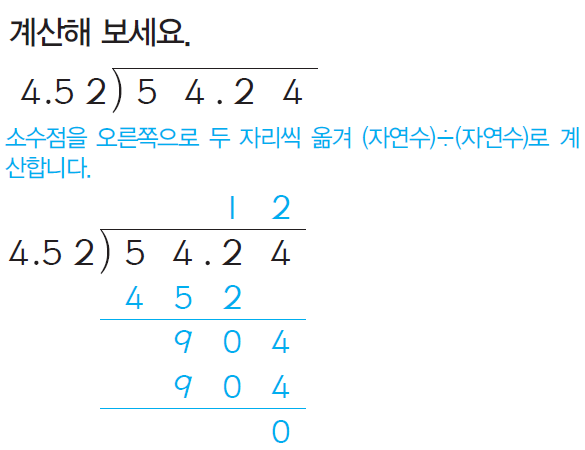 계산해 보세요.
4.52)54.24
소수점을 오른쪽으로 두 자리씩 옮겨 (자연수)÷(자연수)로 계
산합니다.
12
4.52)54.24
452
904
904
0